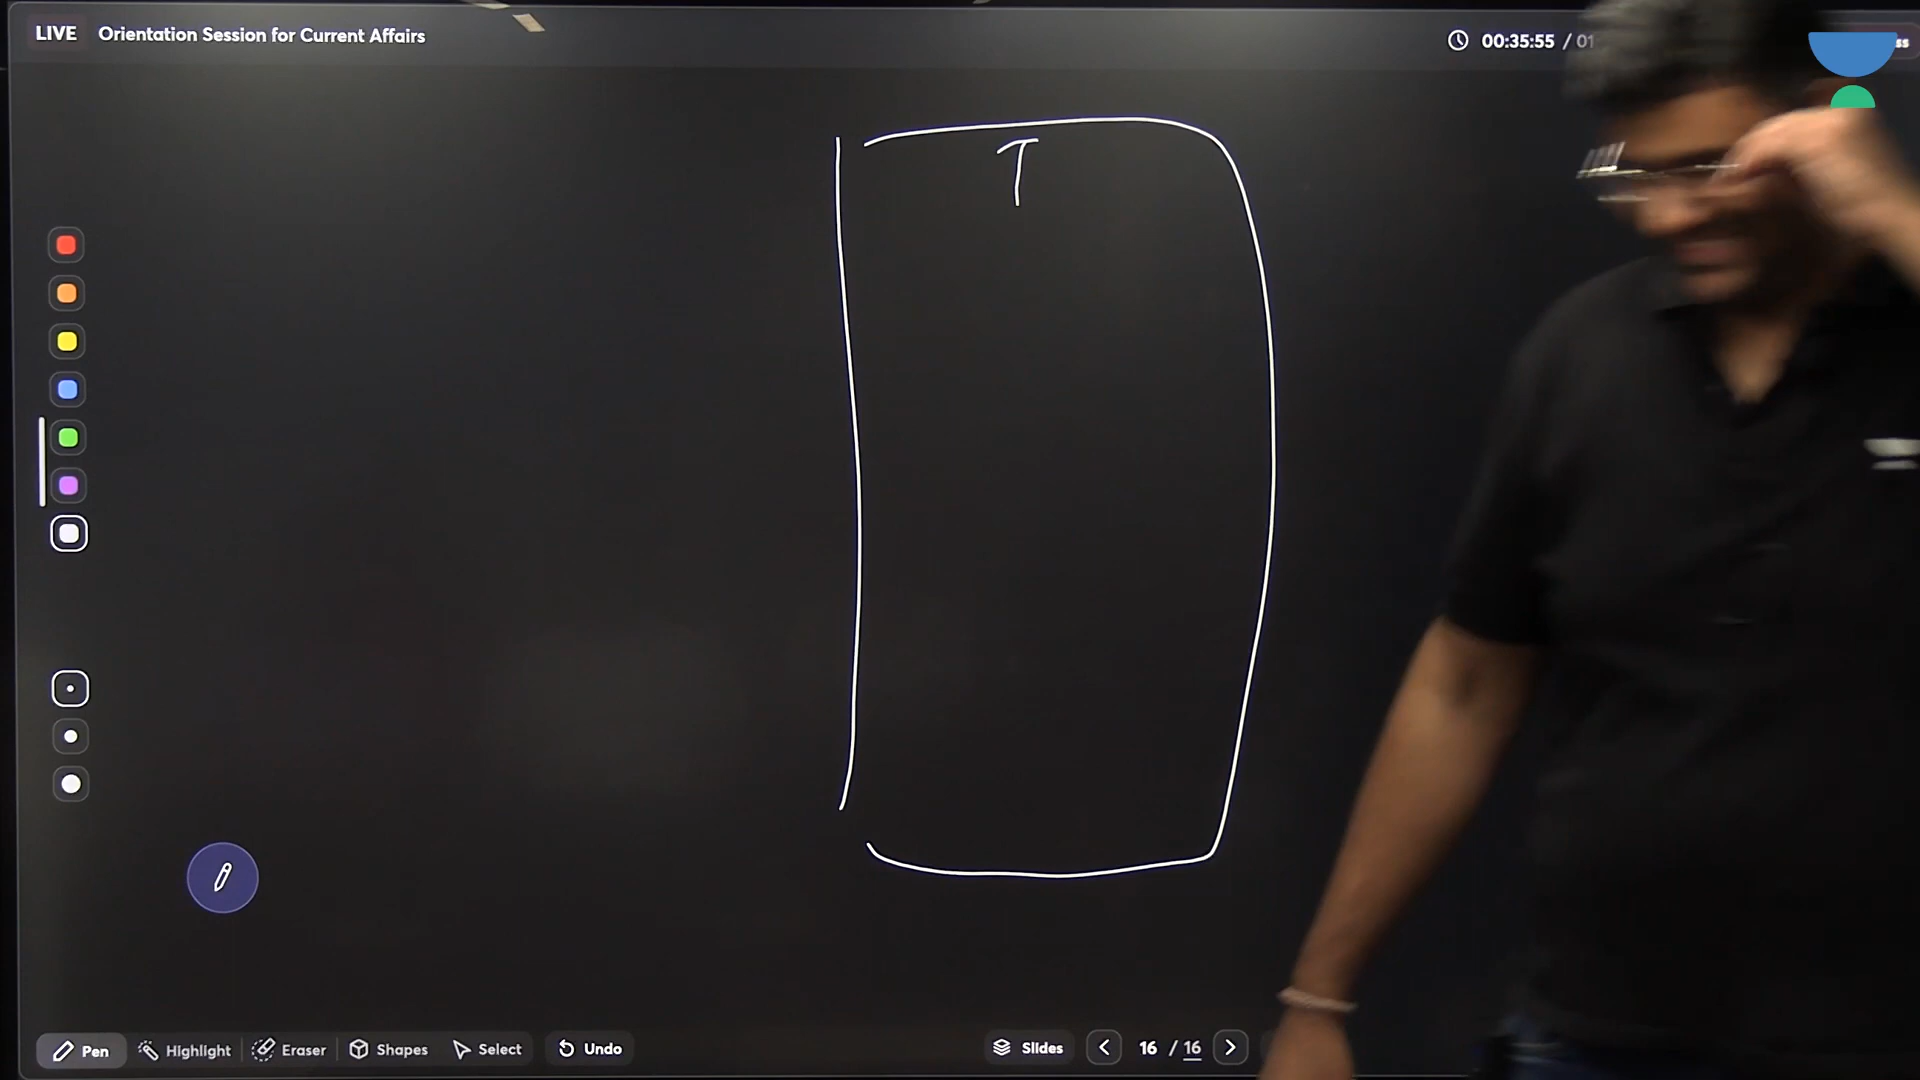 LIVE Orientation Session for Current Affairs 00:35:55 / 01
T
Pen Highlight Eraser Shapes Select Undo Slides 16 / 16